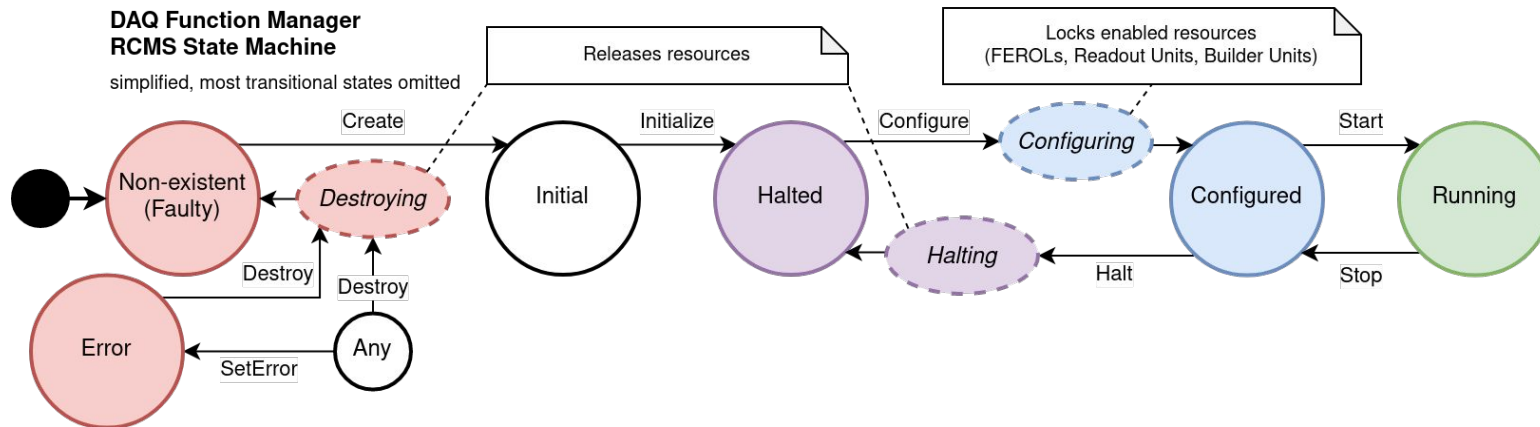 DAQ Function Manager
RCMS State Machine
simplified, most transitional states omitted
Releases resources
Locks enabled resources
(FEROLs, Readout Units, Builder Units)
Create
Initialize
Configure
Configuring
Start
Non-existent
(Faulty)
Destroying
Initial
Halted
Configured
Running
Halting
Halt
Stop
Destroy
Destroy
Error
SetError
Any